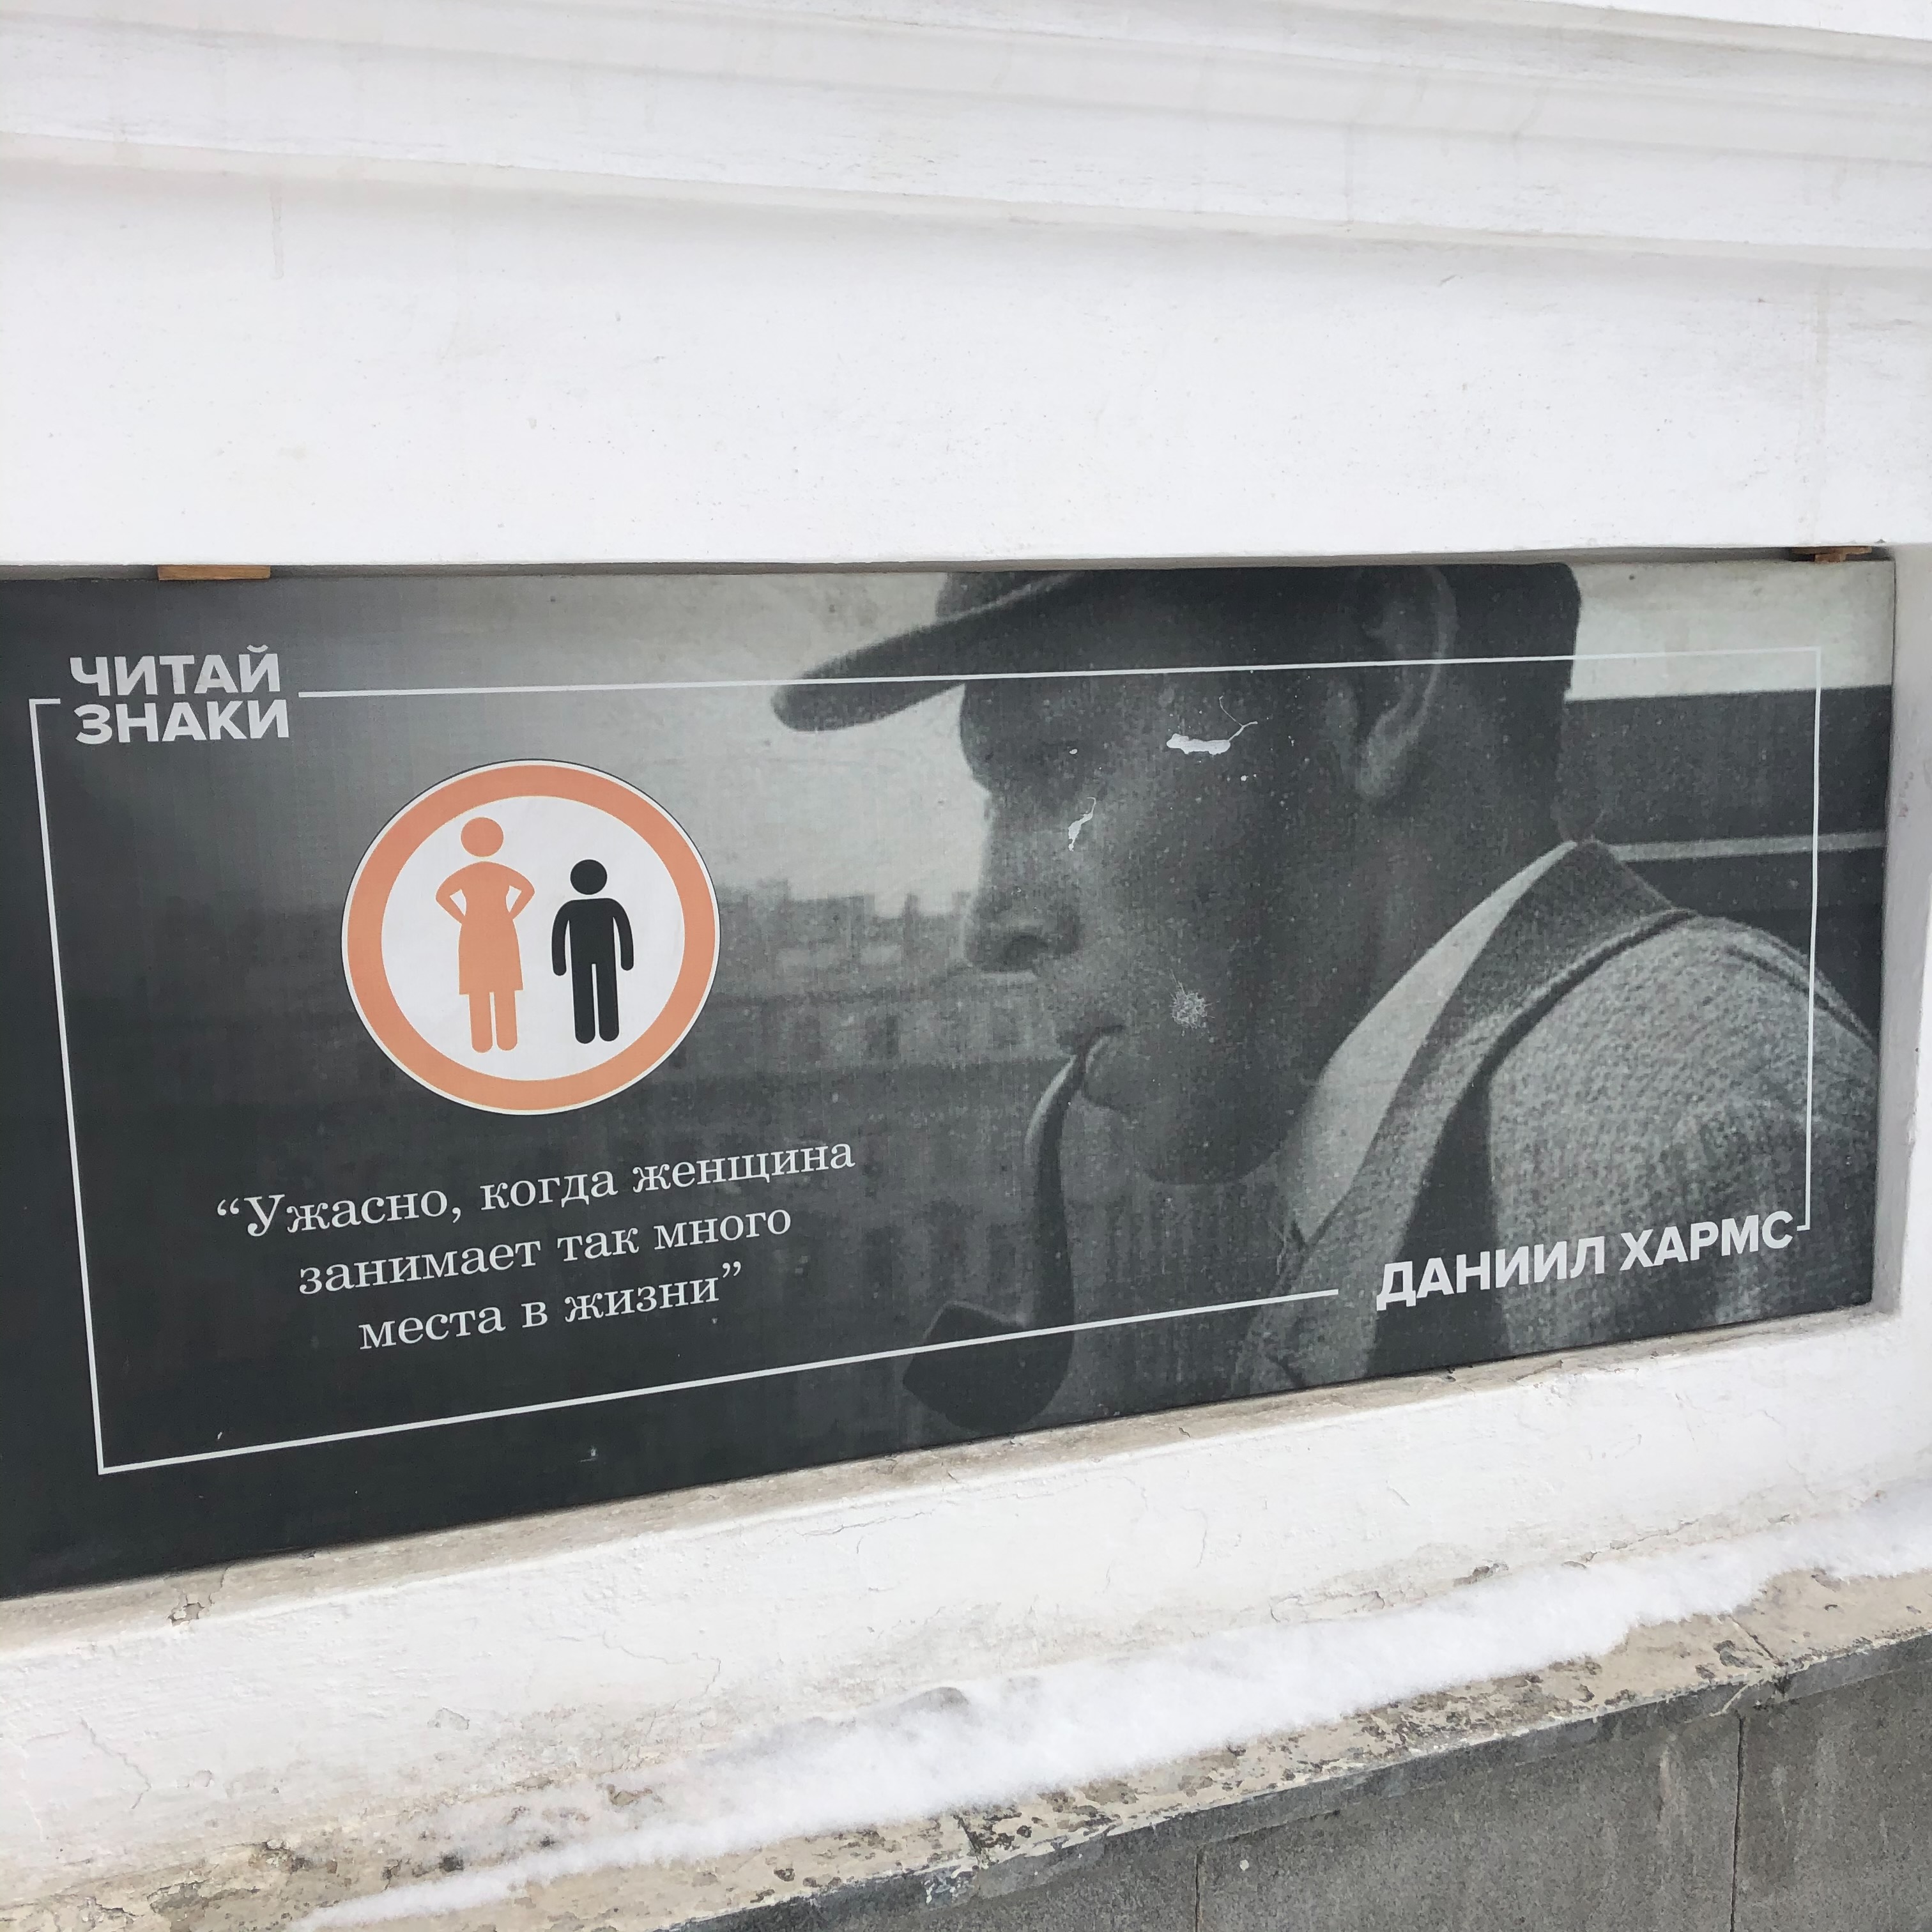 ЧИТАЙ
ЗНАКИ
“Ужасно, когда женщина
занимает так много
места в жизни”
ДАНИИЛ ХАРМС